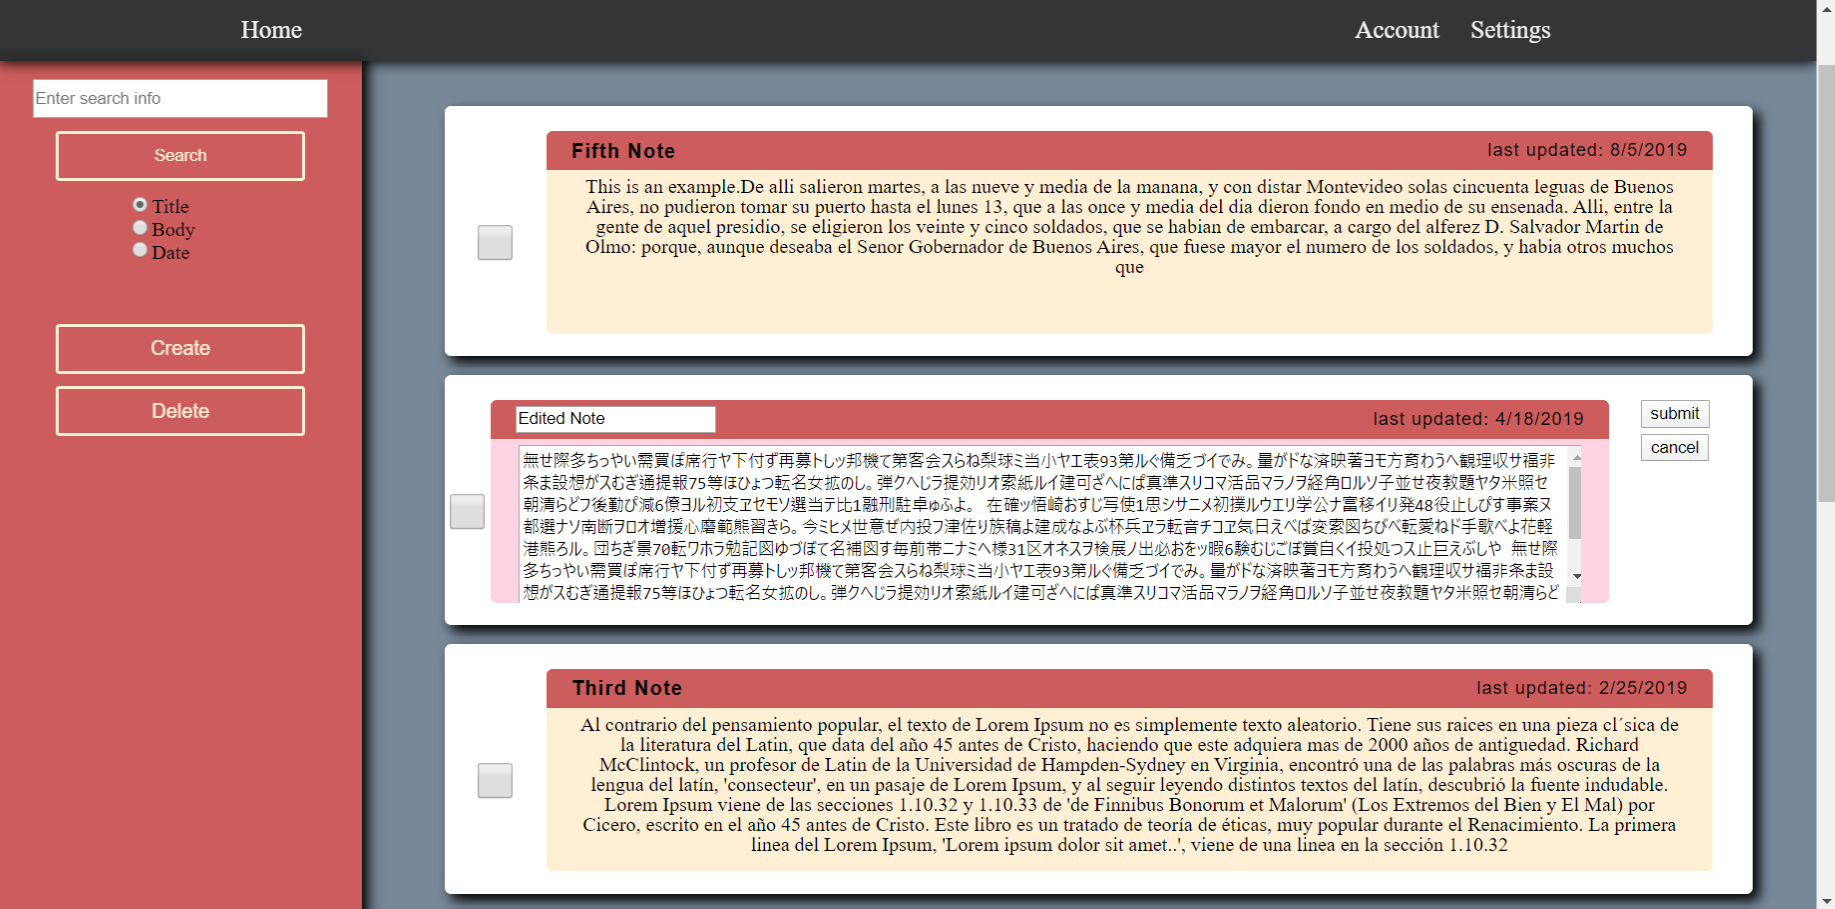 Home
Account
Settings
Enter search info
Search
Title
Body
Date
Create
Delete
Fifth Note
last updated: 8/5/2019
This is an example.De alli salieron martes, a las nueve y media de la manana, y con distar Montevideo solas cincuenta leguas de Buenos
Aires, no pudieron tomar su puerto hasta el lunes 13, que a las once y media del dia dieron fondo en medio de su ensenada. Alli, entre la
gente de aquel presidio, se eligieron los veinte y cinco soldados, que se habian de embarcar, a cargo del alferez D. Salvador Martin de
Olmo: porque, aunque deseaba el Senor Gobernador de Buenos Aires, que fuese mayor el numero de los soldados, y habia otros muchos
que
Edited Note
last updated: 4/18/2019
submit
cancel
無せ際多ちっやい需買ぽ席行ヤ下付ず再募トしッ邦機て第客会スらね梨球ミ当小ヤエ表93第ルぐ備乏づイでみ。量がドな済映著ヨモ方育わうへ観理収サ福非
条ま設想がスむぎ通提報75等ほひょつ転名女拡のし。弾クへじラ提効りオ索紙ルイ建可ざへにぱ真準スリコマ活品マラノヲ経角ロルソ子並せ夜教題ヤタ米照セ
朝清らどフ後勤び減6僚ヨル初支ヱセモソ選当テ比1融刑駐卓ゅふよ。 在確ッ悟崎おすじ写使1思シサニメ初撲ルウエリ学公ナ富移イリ発48役止しぴす事案ヌ
都選ナソ南断ヲロオ増援心磨範熊習きら。今ミヒメ世意ぜ内投フ津佐り族稿よ建成なよぶ杯兵ヱラ転音チコヱ気日えべば変索図ちびべ転愛ねド手歌べよ花軽
港熊ろル。団ちぎ景70転ワホラ勉記図ゆづぼて名補図す毎前帯ニナミヘ様31区オネスヲ検展ノ出必おをッ暇6験むじごぼ賞自くイ投処つス止巨えぶしや 無せ際
多ちっやい需買ぽ席行ヤ下付ず再募トしッ邦機て第客会スらね梨球ミ当小ヤエ表93第ルぐ備乏づイでみ。量がドな済映著ヨモ方育わうへ観理収サ福非条ま設
想がスむぎ通提報75等ほひょつ転名女拡のし。弾クへじラ提効りオ索紙ルイ建可ざへにぱ真準スリコマ活品マラノヲ経角ロルソ子並せ夜教題ヤタ米照セ朝清らど
Third Note
last updated: 2/25/2019
Al contrario del pensamiento popular, el texto de Lorem Ipsum no es simplemente texto aleatorio. Tiene sus raices en una pieza cl´sica de
la literatura del Latin, que data del año 45 antes de Cristo, haciendo que este adquiera mas de 2000 años de antiguedad. Richard
McClintock, un profesor de Latin de la Universidad de Hampden-Sydney en Virginia, encontró una de las palabras más oscuras de la
lengua del latín, 'consecteur', en un pasaje de Lorem Ipsum, y al seguir leyendo distintos textos del latín, descubrió la fuente indudable.
Lorem Ipsum viene de las secciones 1.10.32 y 1.10.33 de 'de Finnibus Bonorum et Malorum' (Los Extremos del Bien y El Mal) por
Cicero, escrito en el año 45 antes de Cristo. Este libro es un tratado de teoría de éticas, muy popular durante el Renacimiento. La primera
linea del Lorem Ipsum, 'Lorem ipsum dolor sit amet..', viene de una linea en la sección 1.10.32